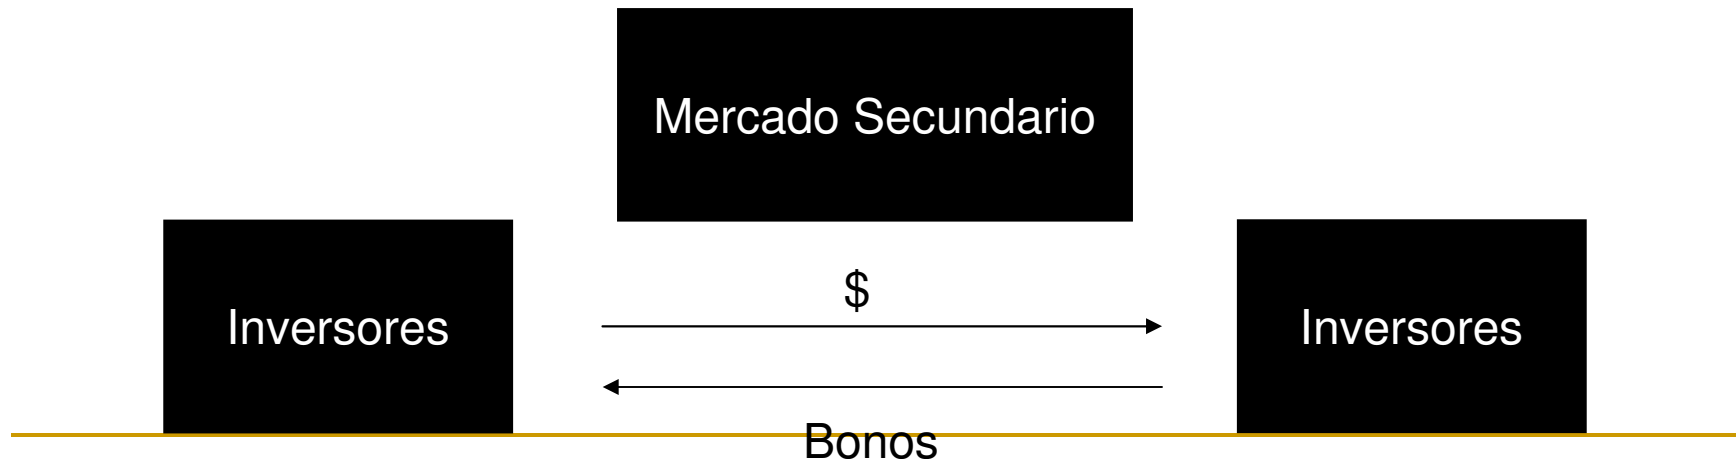 Mercado Secundario
Inversores
$
Inversores
Bonos